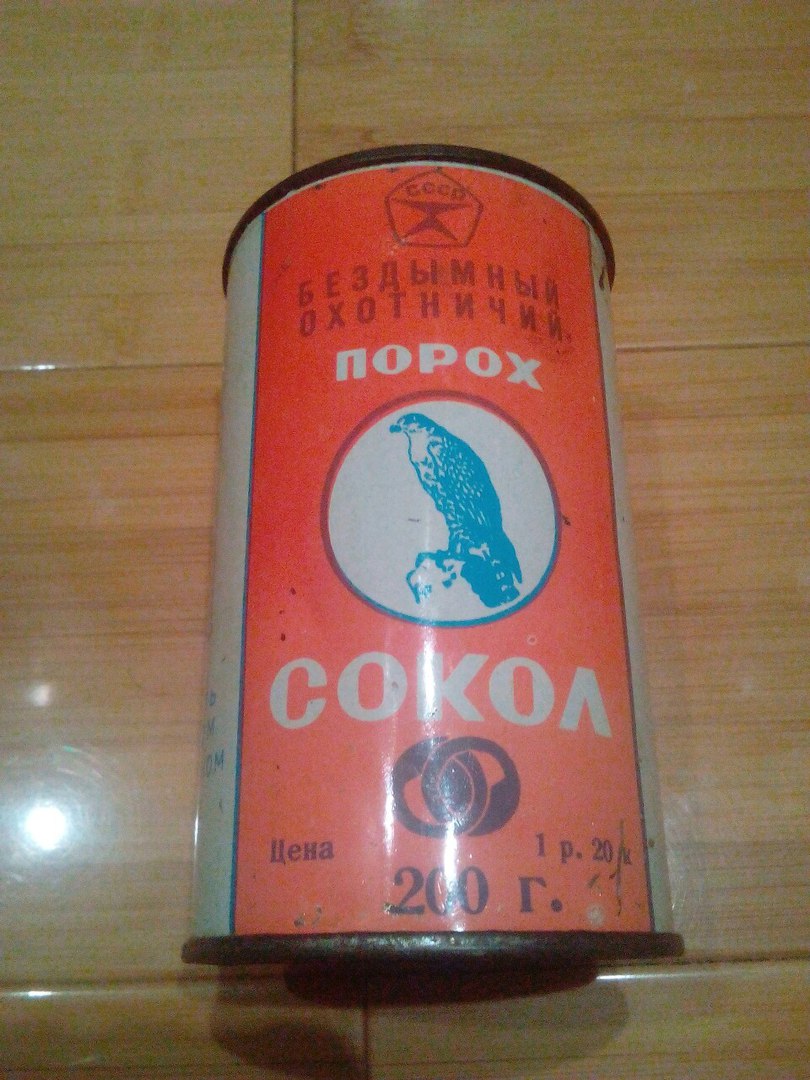 СССР
БЕЗДЫМНЫЙ
ОХОТНИЧИЙ
ПОРОХ
СОКОЛ
Цена 1 р. 20 к
200 г.